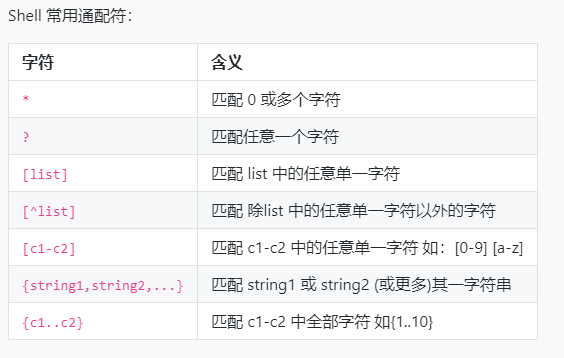 Shell 常用通配符：
字符 含义
* 匹配 0 或多个字符
? 匹配任意一个字符
[list] 匹配 list 中的任意单一字符
[^list] 匹配 除list 中的任意单一字符以外的字符
[c1-c2] 匹配 c1-c2 中的任意单一字符 如：[0-9] [a-z]
{string1,string2,...} 匹配 string1 或 string2 (或更多)其一字符串
{c1..c2} 匹配 c1-c2 中全部字符 如{1..10}